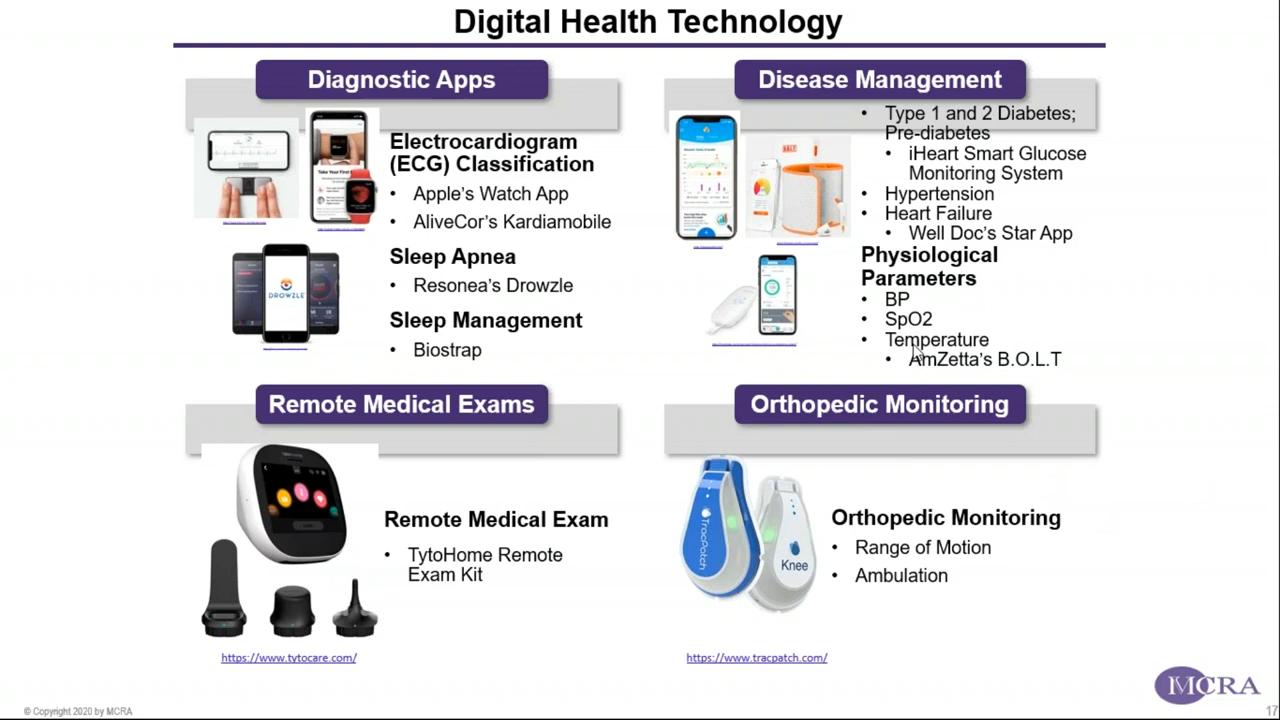 Digital Health Technology
Diagnostic Apps
Electrocardiogram
(ECG) Classification
• Apple’s Watch App
• AliveCor’s Kardiamobile
Sleep Apnea
• Resonea’s Drowzle
Sleep Management
• Biostrap
DROWZLE
Disease Management
• Type 1 and 2 Diabetes;
Pre-diabetes
• iHeart Smart Glucose
Monitoring System
• Hypertension
• Heart Failure
• Well Doc’s Star App
Physiological
Parameters
• BP
• SpO2
• Temperature
• AmZetta’s B.O.L.T
Remote Medical Exams
Remote Medical Exam
• TytoHome Remote
Exam Kit
https://www.tytocare.com/
Orthopedic Monitoring
TracPatch
Knee
Orthopedic Monitoring
• Range of Motion
• Ambulation
https://www.tracpatch.com/
MCRA
© Copyright 2020 by MCRA
17